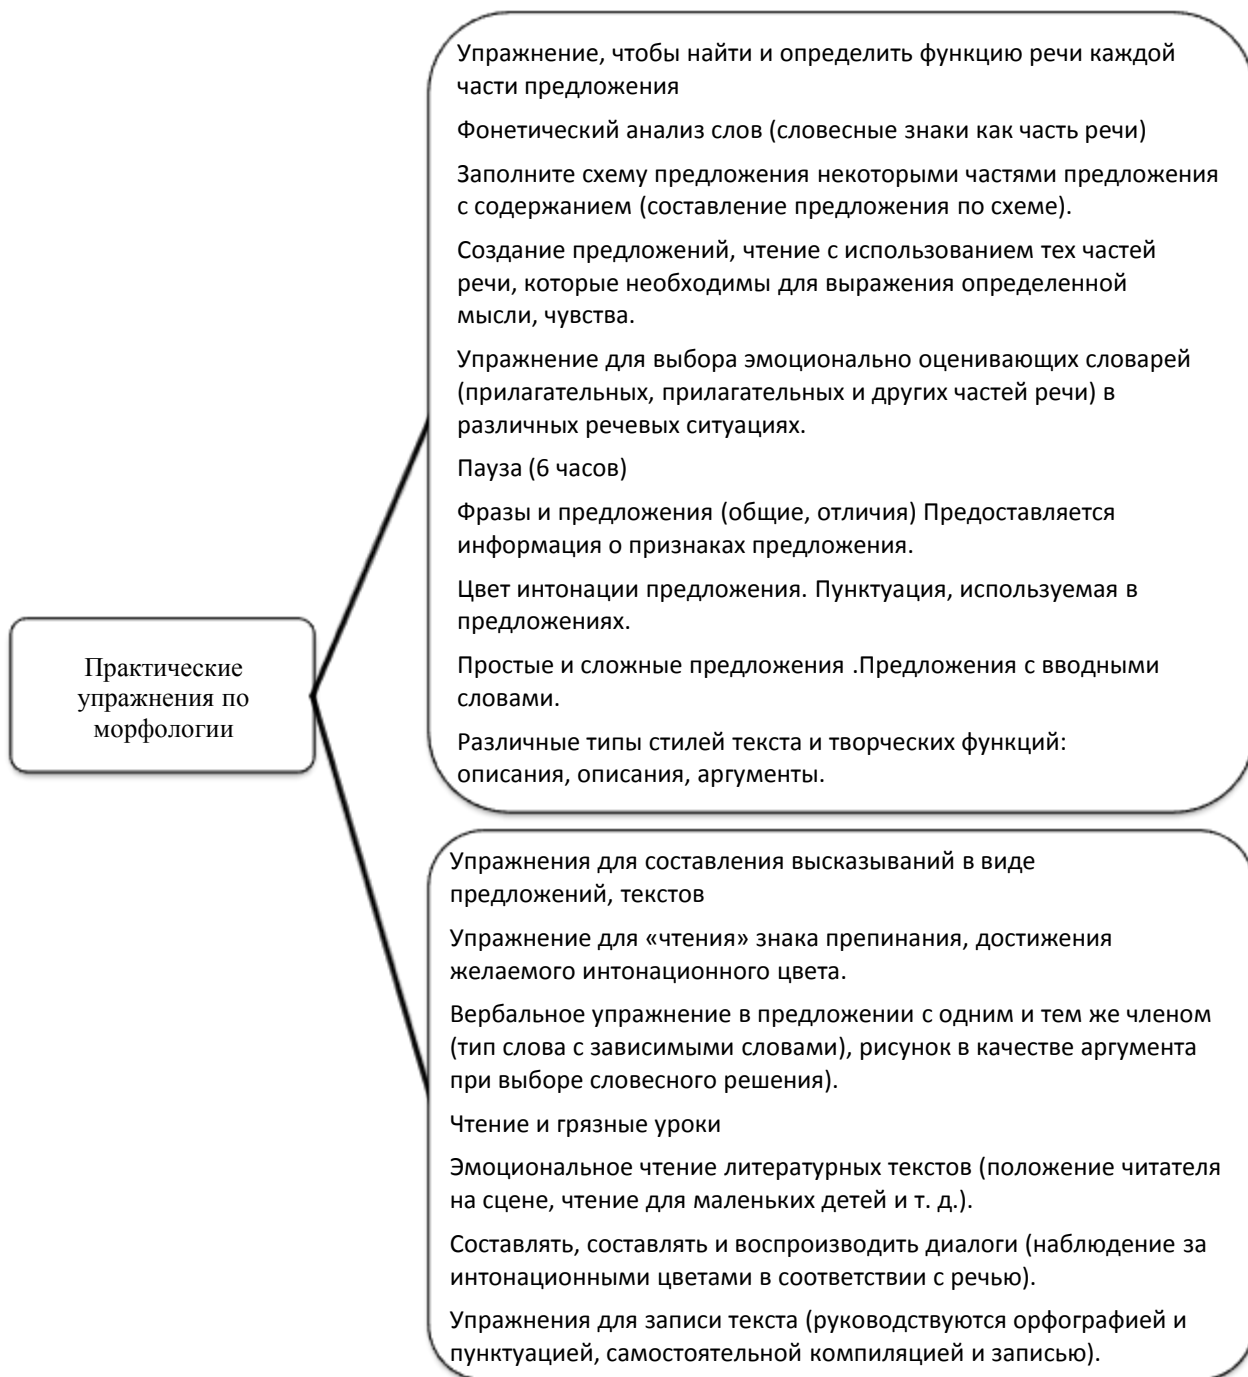 Упражнение, чтобы найти и определить функцию речи каждой
части предложения
Фонетический анализ слов (словесные знаки как часть речи)
Заполните схему предложения некоторыми частями предложения
с содержанием (составление предложения по схеме).
Создание предложений, чтение с использованием тех частей
речи, которые необходимы для выражения определенной
мысли, чувства.
Упражнение для выбора эмоционально оценивающих словарей
(прилагательных, прилагательных и других частей речи) в
различных речевых ситуациях.
Пауза (6 часов)
Фразы и предложения (общие, отличия) Предоставляется
информация о признаках предложения.
Цвет интонации предложения. Пунктуация, используемая в
предложениях.
Простые и сложные предложения .Предложения с вводными
словами.
Различные типы стилей текста и творческих функций:
описания, описания, аргументы.
Практические
упражнения по
морфологии
Упражнения для составления высказываний в виде
предложений, текстов
Упражнение для «чтения» знака препинания, достижения
желаемого интонационного цвета.
Вербальное упражнение в предложении с одним и тем же членом
(тип слова с зависимыми словами), рисунок в качестве аргумента
при выборе словесного решения).
Чтение и грязные уроки
Эмоциональное чтение литературных текстов (положение читателя
на сцене, чтение для маленьких детей и т. д.).
Составлять, составлять и воспроизводить диалоги (наблюдение за
интонационными цветами в соответствии с речью).
Упражнения для записи текста (руководствуются орфографией и
пунктуацией, самостоятельной компиляцией и записью).